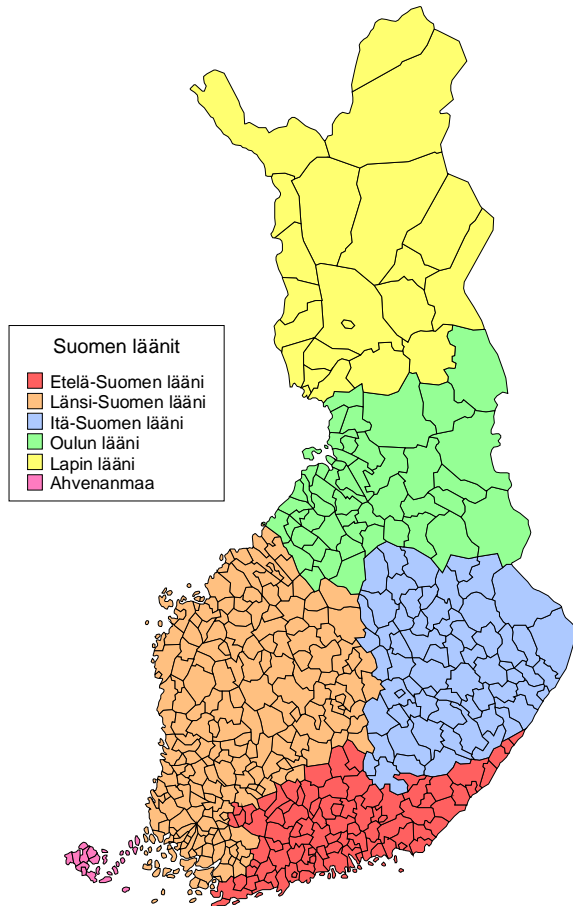 Suomen läänit
Etelä-Suomen lääni
Länsi-Suomen lääni
Itä-Suomen lääni
Oulun lääni
Lapin lääni
Ahvenanmaa